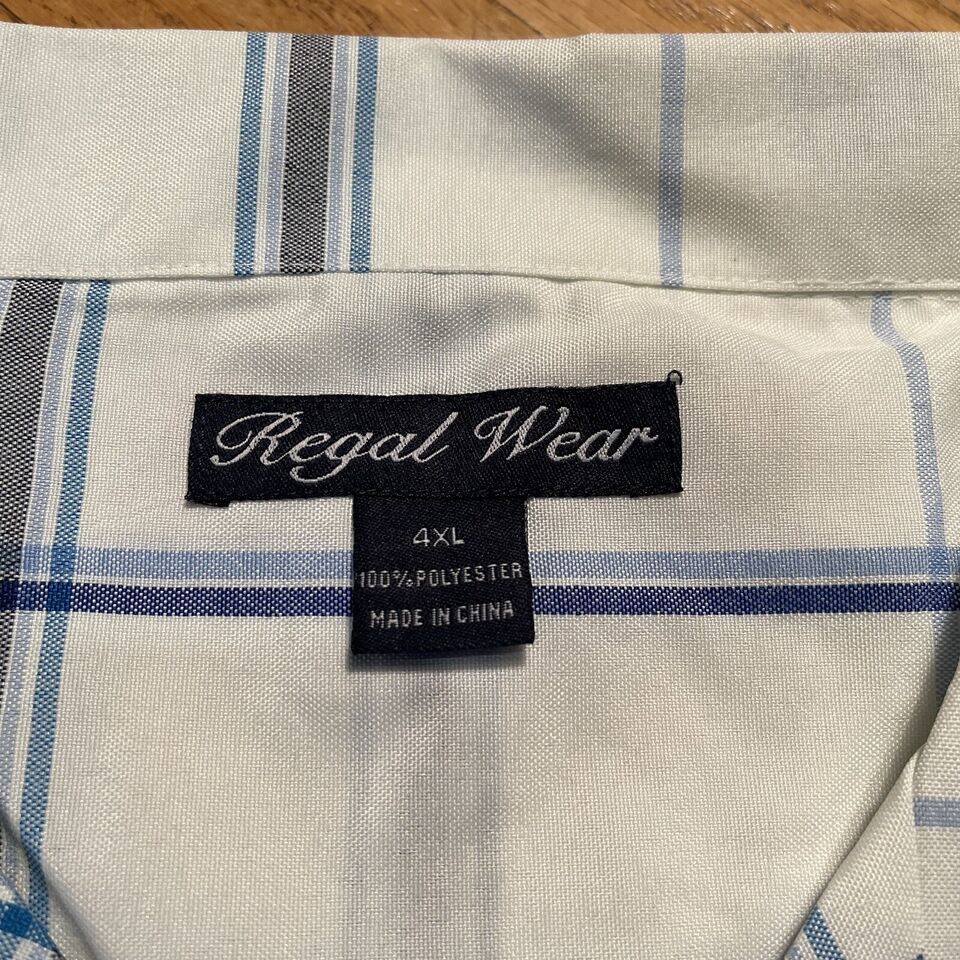 Regal Wear
4XL
100% POLYESTER
MADE IN CHINA